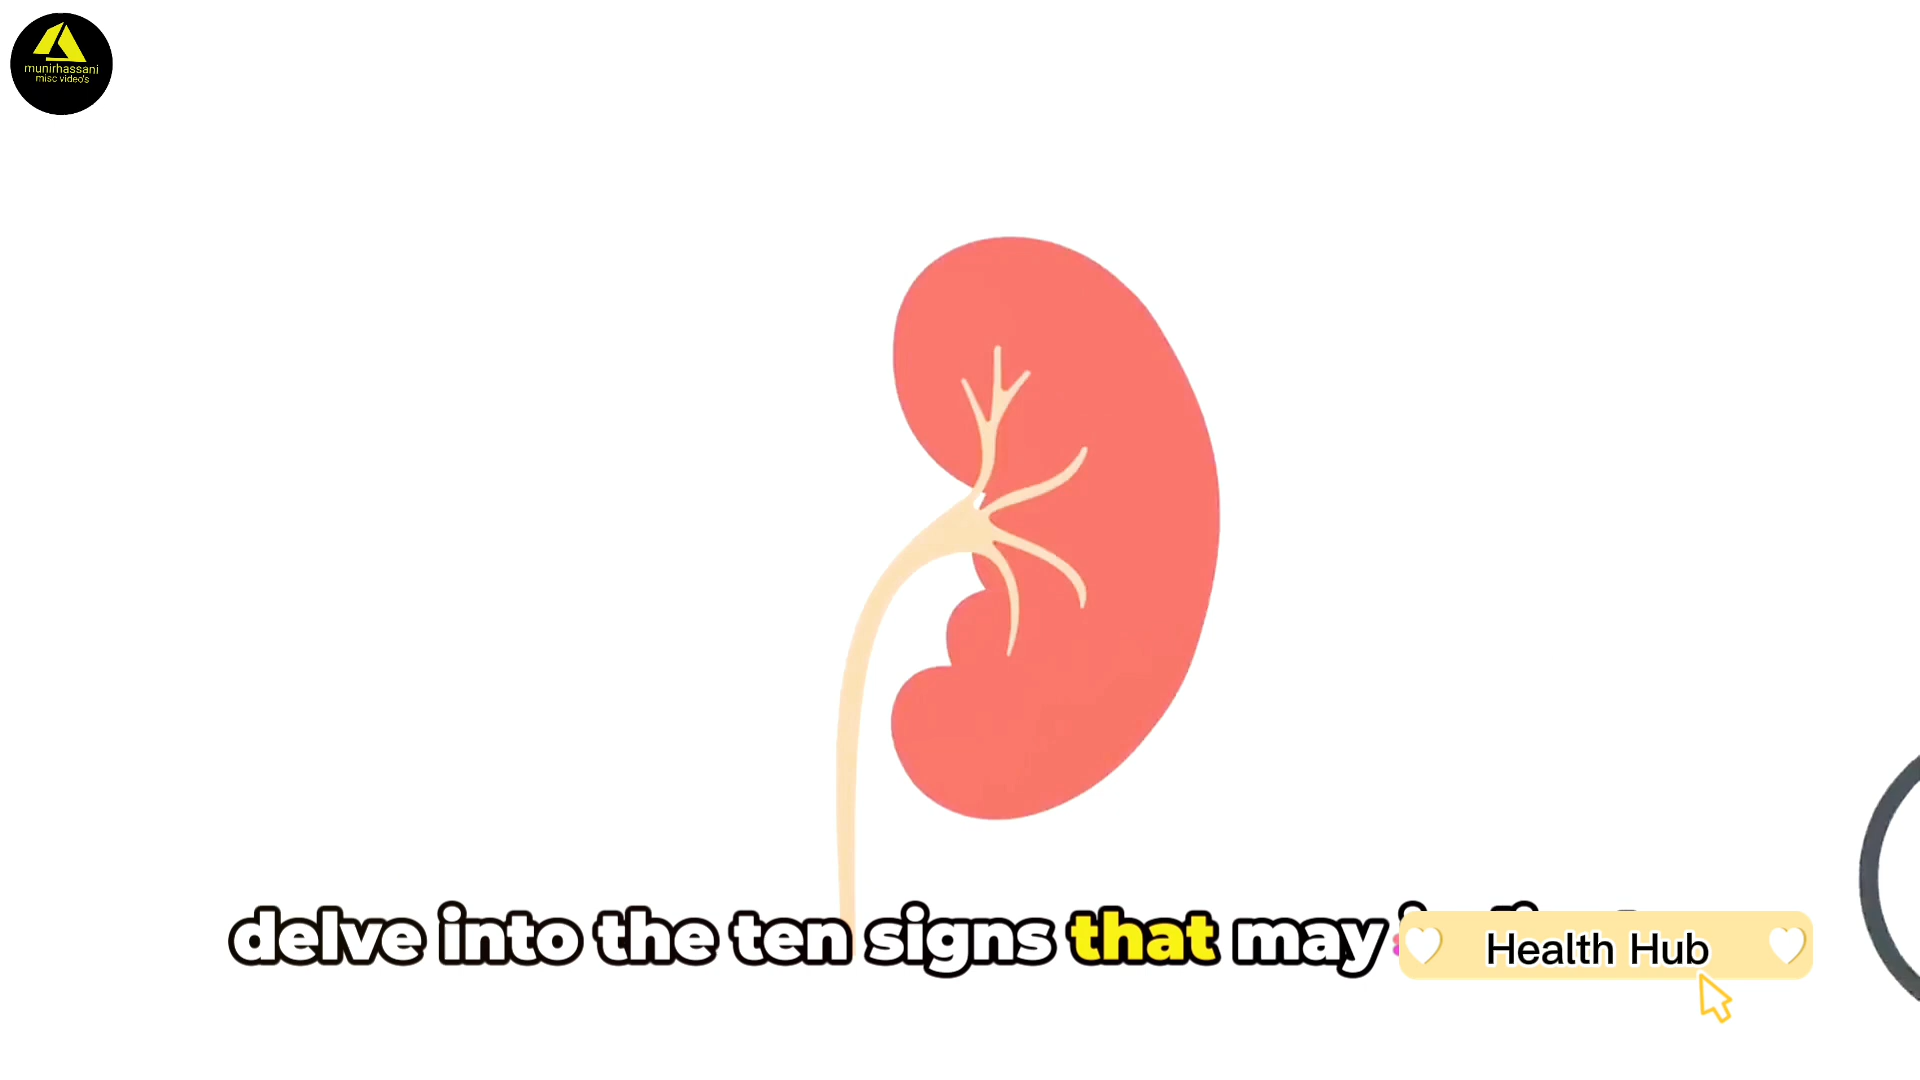 munirhassani
misc video's
delve into the ten signs that may
Health Hub